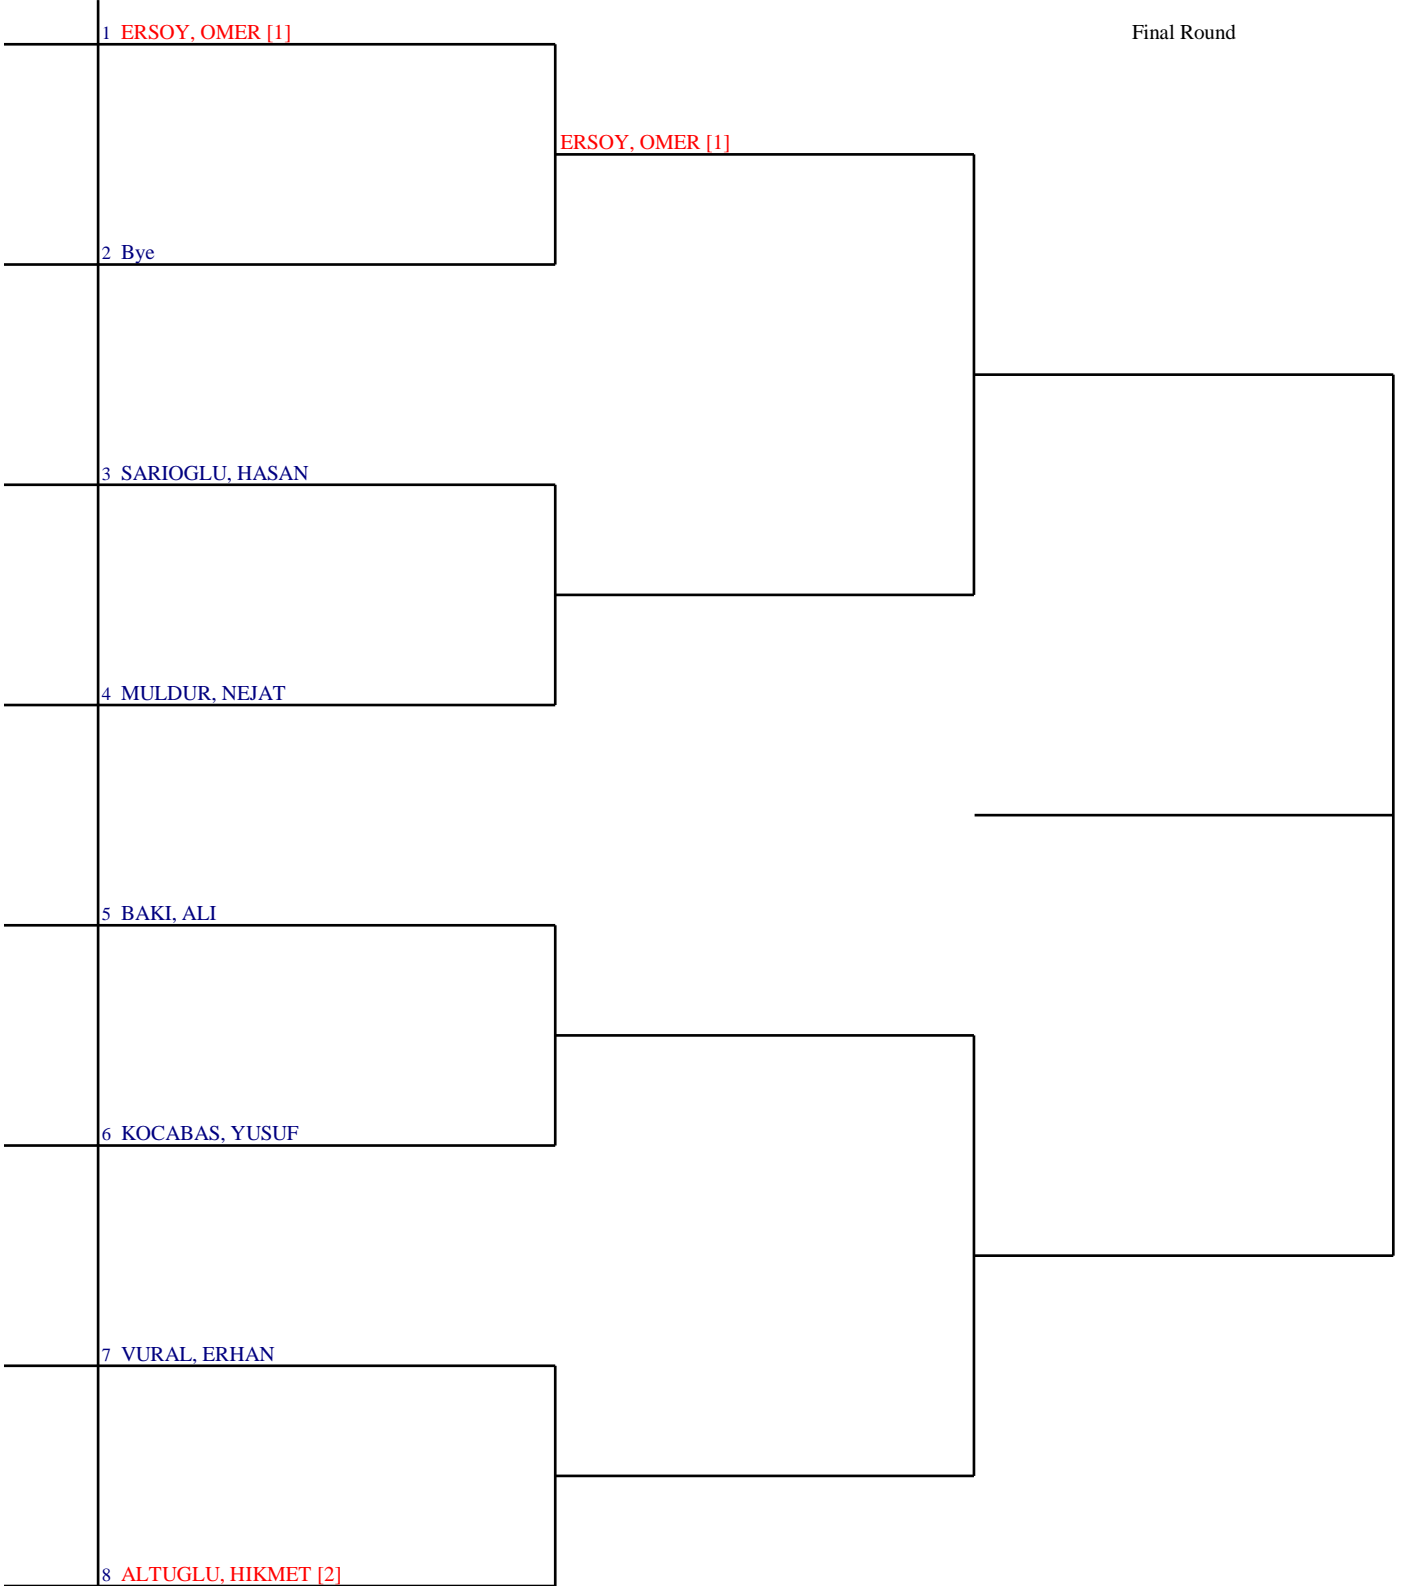 1 ERSOY, OMER [1]
Final Round
ERSOY, OMER [1]
2 Bye
3 SARIOGLU, HASAN
4 MULDUR, NEJAT
5 BAKI, ALI
6 KOCABAS, YUSUF
7 VURAL, ERHAN
8 ALTUGLU, HIKMET [2]